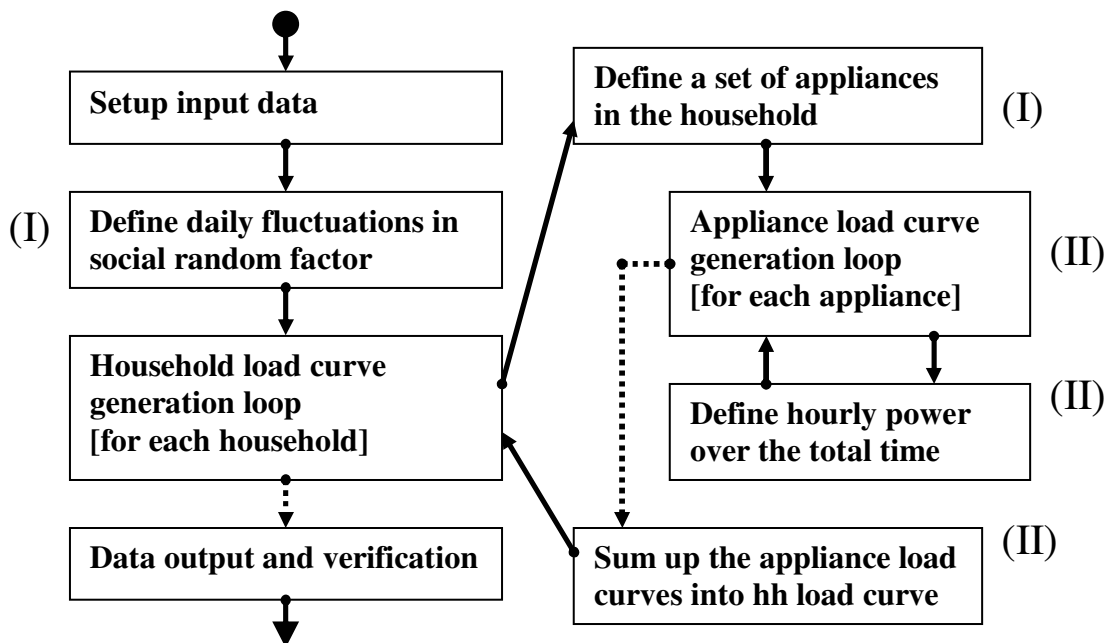 Setup input data
(I)
Define daily fluctuations in
social random factor
Household load curve
generation loop
[for each household]
Data output and verification
Define a set of appliances
in the household
(I)
Appliance load curve
generation loop
[for each appliance]
(II)
Define hourly power
over the total time
(II)
Sum up the appliance load
curves into hh load curve
(II)